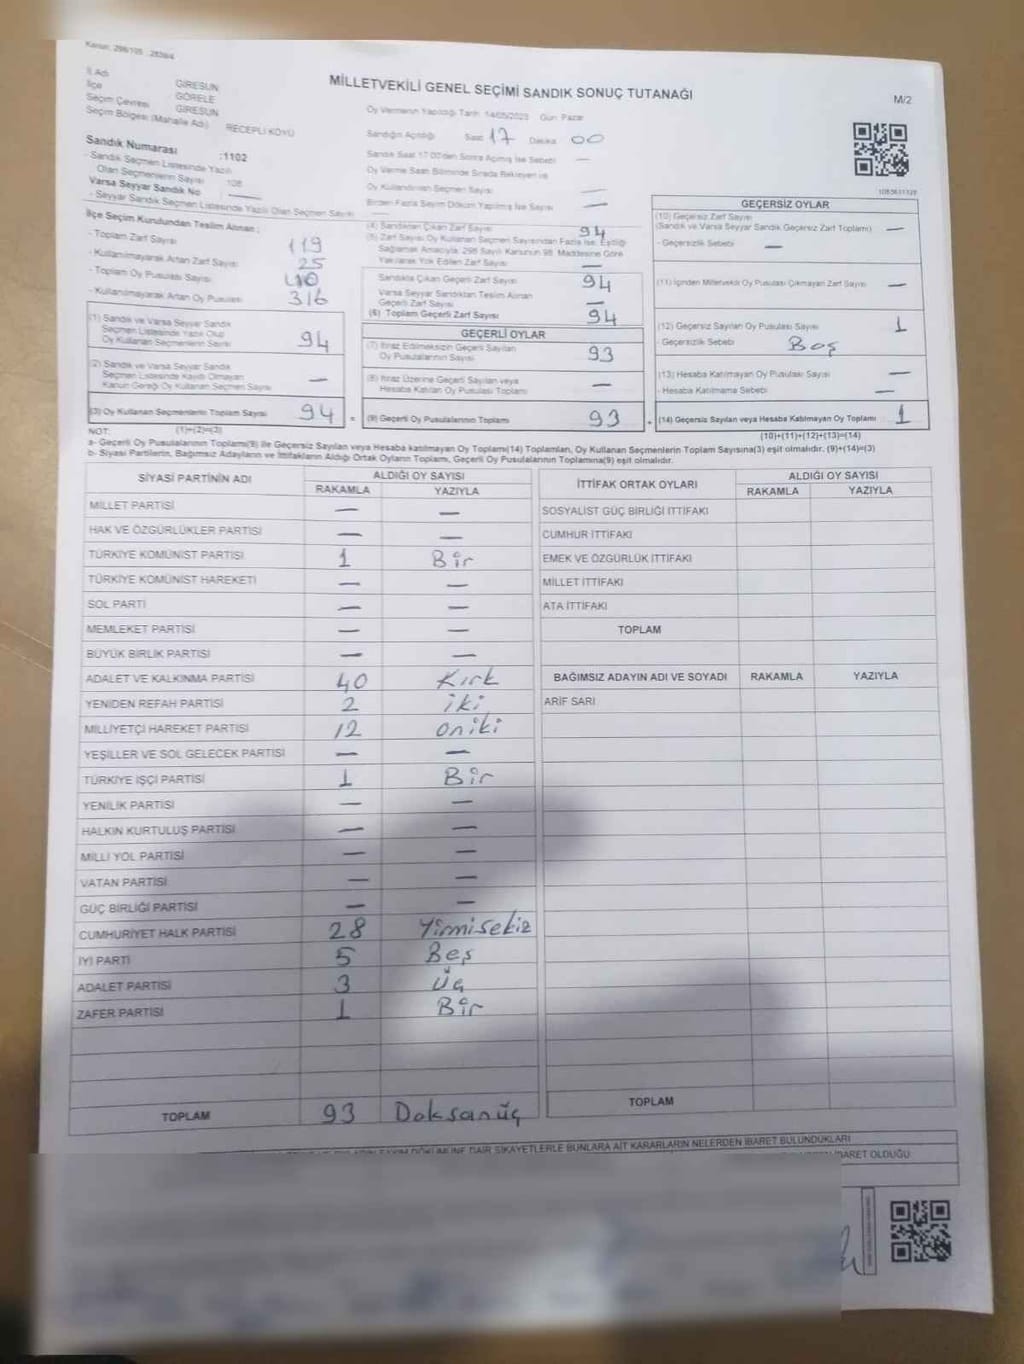 Kanun: 298/105
İl Adı GİRESUN
İlçe GÖRELE
Seçim Çevresi GİRESUN
Seçim Bölgesi (Mahalle Adı) RECEPLİ KÖYÜ
MİLLETVEKİLİ GENEL SEÇİMİ SANDIK SONUÇ TUTANAĞI
M/2
Oy Vermenin Yapıldığı Tarih: 14/05/2023 Gün: Pazar
Sandığın Açıldığı Saat 17 Dakika 00
Sandık Saat 17:00'den Sonra Açılmış İse Sebebi —
Oy Verme Saati Bitiminde Sırada Bekleyen ve
Oy Kullandırılan Seçmen Sayısı —
Birden Fazla Sayım Döküm Yapılmış İse Sayısı —
Sandık Numarası :1102
- Sandık Seçmen Listesinde Yazılı
Olan Seçmenlerin Sayısı 108
Varsa Seyyar Sandık No —
- Seyyar Sandık Seçmen Listesinde Yazılı Olan Seçmen Sayısı —
İlçe Seçim Kurulundan Teslim Alınan ;
- Toplam Zarf Sayısı 119
- Kullanılmayarak Artan Zarf Sayısı 25
- Toplam Oy Pusulası Sayısı
- Kullanılmayarak Artan Oy Pusulası 316
(1) Sandık ve Varsa Seyyar Sandık
Seçmen Listesinde Yazılı Olup
Oy Kullanan Seçmenlerin Sayısı 94
(2) Sandık ve Varsa Seyyar Sandık
Seçmen Listesinde Kaydı Olmayan
Kanun Gereği Oy Kullanan Seçmen Sayısı —
(3) Oy Kullanan Seçmenlerin Toplam Sayısı 94 =
(1)+(2)=(3)
(4) Sandıktan Çıkan Zarf Sayısı 94
(5) Zarf Sayısı Oy Kullanan Seçmen Sayısından Fazla İse, Eşitliği
Sağlamak Amacıyla, 298 Sayılı Kanunun 98. Maddesine Göre
Yakılarak Yok Edilen Zarf Sayısı —
Sandıkta Çıkan Geçerli Zarf Sayısı 94
Varsa Seyyar Sandıktan Teslim Alınan
Geçerli Zarf Sayısı —
(6) Toplam Geçerli Zarf Sayısı 94
GEÇERLİ OYLAR
(7) İtiraz Edilmeksizin Geçerli Sayılan
Oy Pusulalarının Sayısı 93
(8) İtiraz Üzerine Geçerli Sayılan veya
Hesaba Katılan Oy Pusulası Toplamı —
(9) Geçerli Oy Pusulalarının Toplamı 93 +
GEÇERSİZ OYLAR
(10) Geçersiz Zarf Sayısı
(Sandık ve Varsa Seyyar Sandık Geçersiz Zarf Toplamı) —
- Geçersizlik Sebebi —
(11) İçinden Milletvekili Oy Pusulası Çıkmayan Zarf Sayısı —
(12) Geçersiz Sayılan Oy Pusulası Sayısı 1
- Geçersizlik Sebebi Boş
(13) Hesaba Katılmayan Oy Pusulası Sayısı —
- Hesaba Katılmama Sebebi —
(14) Geçersiz Sayılan veya Hesaba Katılmayan Oy Toplamı 1
(10)+(11)+(12)+(13)=(14)
NOT:
a- Geçerli Oy Pusulalarının Toplamı(9) ile Geçersiz Sayılan veya Hesaba katılmayan Oy Toplamı(14) Toplamları, Oy Kullanan Seçmenlerin Toplam Sayısına(3) eşit olmalıdır. (9)+(14)=(3)
b- Siyasi Partilerin, Bağımsız Adayların ve İttifakların Aldığı Ortak Oyların Toplamı, Geçerli Oy Pusulalarının Toplamına(9) eşit olmalıdır.
SİYASİ PARTİNİN ADI ALDIĞI OY SAYISI
RAKAMLA YAZIYLA
MİLLET PARTİSİ — —
HAK VE ÖZGÜRLÜKLER PARTİSİ — —
TÜRKİYE KOMÜNİST PARTİSİ 1 Bir
TÜRKİYE KOMÜNİST HAREKETİ — —
SOL PARTİ — —
MEMLEKET PARTİSİ — —
BÜYÜK BİRLİK PARTİSİ — —
ADALET VE KALKINMA PARTİSİ 40 Kırk
YENİDEN REFAH PARTİSİ 2 iki
MİLLİYETÇİ HAREKET PARTİSİ 12 oniki
YEŞİLLER VE SOL GELECEK PARTİSİ — —
TÜRKİYE İŞÇİ PARTİSİ 1 Bir
YENİLİK PARTİSİ — —
HALKIN KURTULUŞ PARTİSİ — —
MİLLİ YOL PARTİSİ — —
VATAN PARTİSİ — —
GÜÇ BİRLİĞİ PARTİSİ — —
CUMHURİYET HALK PARTİSİ 28 Yirmisekiz
İYİ PARTİ 5 Beş
ADALET PARTİSİ 3 Üç
ZAFER PARTİSİ 1 Bir
TOPLAM 93 Doksanüç
İTTİFAK ORTAK OYLARI ALDIĞI OY SAYISI
RAKAMLA YAZIYLA
SOSYALİST GÜÇ BİRLİĞİ İTTİFAKI
CUMHUR İTTİFAKI
EMEK VE ÖZGÜRLÜK İTTİFAKI
MİLLET İTTİFAKI
ATA İTTİFAKI
TOPLAM
BAĞIMSIZ ADAYIN ADI VE SOYADI RAKAMLA YAZIYLA
ARİF SARI
TOPLAM
DÖKÜMÜNE DAİR ŞİKAYETLERLE BUNLARA AİT KARARLARIN NELERDEN İBARET BULUNDUKLARI
İBARET OLDUĞU